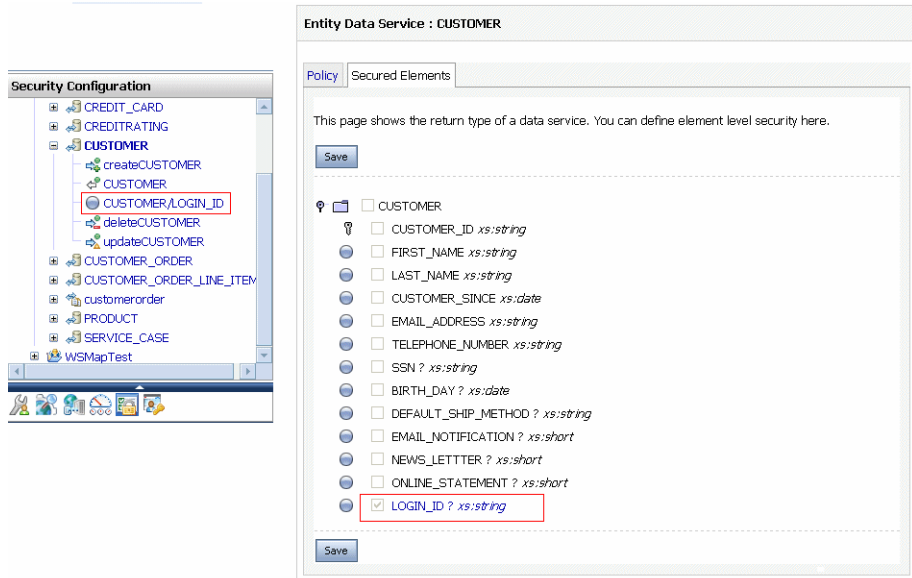 Security Configuration
CREDIT_CARD
CREDITRATING
CUSTOMER
createCUSTOMER
CUSTOMER
CUSTOMER/LOGIN_ID
deleteCUSTOMER
updateCUSTOMER
CUSTOMER_ORDER
CUSTOMER_ORDER_LINE_ITEM
customerorder
PRODUCT
SERVICE_CASE
WSMapTest
Entity Data Service : CUSTOMER
Policy
Secured Elements
This page shows the return type of a data service. You can define element level security here.
Save
CUSTOMER
CUSTOMER_ID xs:string
FIRST_NAME xs:string
LAST_NAME xs:string
CUSTOMER_SINCE xs:date
EMAIL_ADDRESS xs:string
TELEPHONE_NUMBER xs:string
SSN ? xs:string
BIRTH_DAY ? xs:date
DEFAULT_SHIP_METHOD ? xs:string
EMAIL_NOTIFICATION ? xs:short
NEWS_LETTTER ? xs:short
ONLINE_STATEMENT ? xs:short
LOGIN_ID ? xs:string
Save